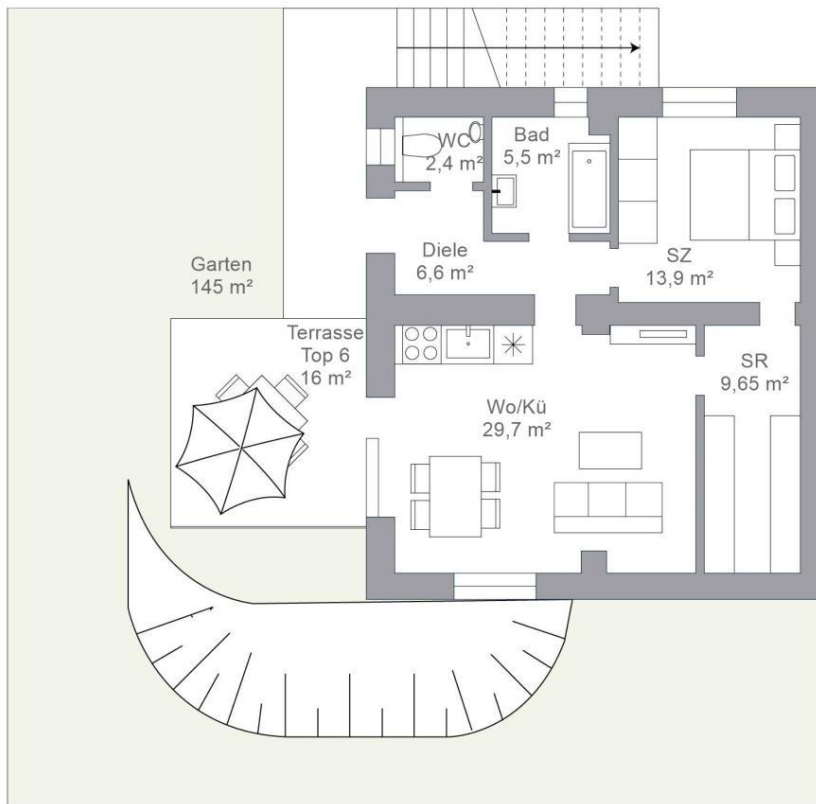 WC
2,4 m²
Bad
5,5 m²
Diele
6,6 m²
SZ
13,9 m²
Garten
145 m²
Terrasse
Top 6
16 m²
Wo/Kü
29,7 m²
SR
9,65 m²